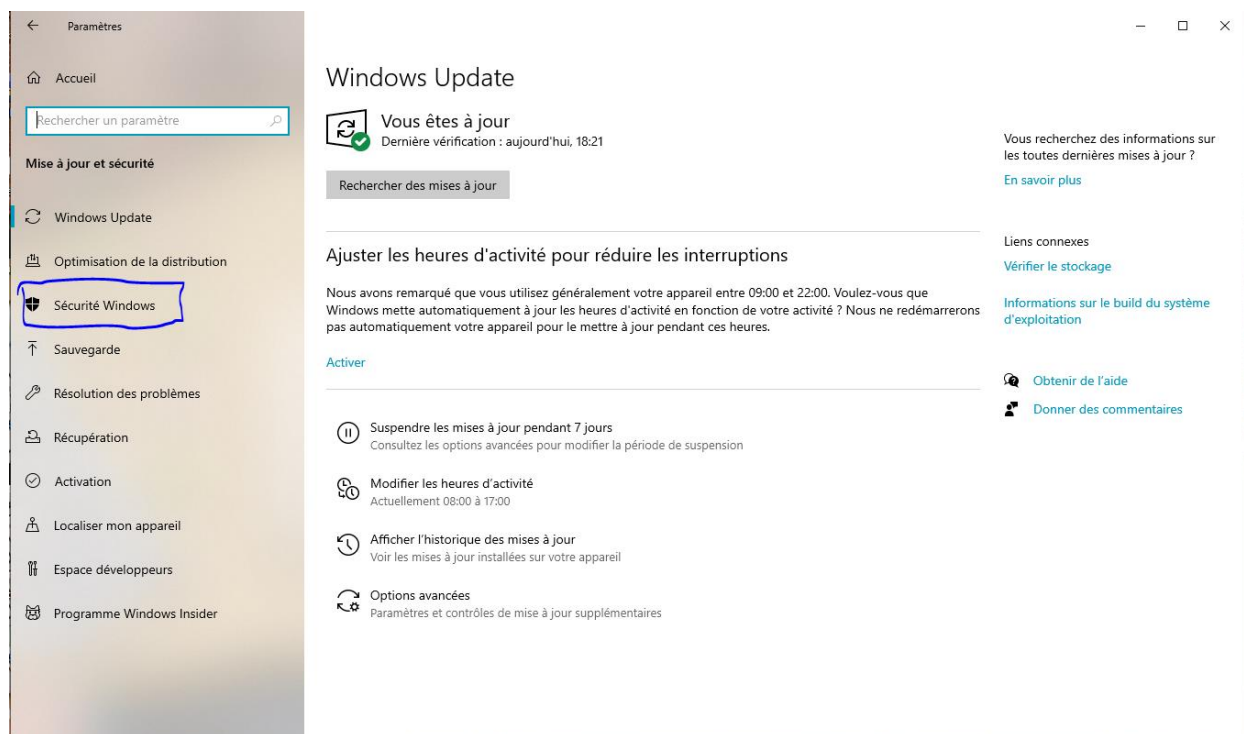 Paramètres
Accueil
Rechercher un paramètre
Mise à jour et sécurité
Windows Update
Optimisation de la distribution
Sécurité Windows
Sauvegarde
Résolution des problèmes
Récupération
Activation
Localiser mon appareil
Espace développeurs
Programme Windows Insider
Windows Update
Vous êtes à jour
Dernière vérification : aujourd'hui, 18:21
Rechercher des mises à jour
Ajuster les heures d'activité pour réduire les interruptions
Nous avons remarqué que vous utilisez généralement votre appareil entre 09:00 et 22:00. Voulez-vous que
Windows mette automatiquement à jour les heures d'activité en fonction de votre activité ? Nous ne redémarrerons
pas automatiquement votre appareil pour le mettre à jour pendant ces heures.
Activer
Suspendre les mises à jour pendant 7 jours
Consultez les options avancées pour modifier la période de suspension
Modifier les heures d'activité
Actuellement 08:00 à 17:00
Afficher l'historique des mises à jour
Voir les mises à jour installées sur votre appareil
Options avancées
Paramètres et contrôles de mise à jour supplémentaires
Vous recherchez des informations sur
les toutes dernières mises à jour ?
En savoir plus
Liens connexes
Vérifier le stockage
Informations sur le build du système
d'exploitation
Obtenir de l'aide
Donner des commentaires